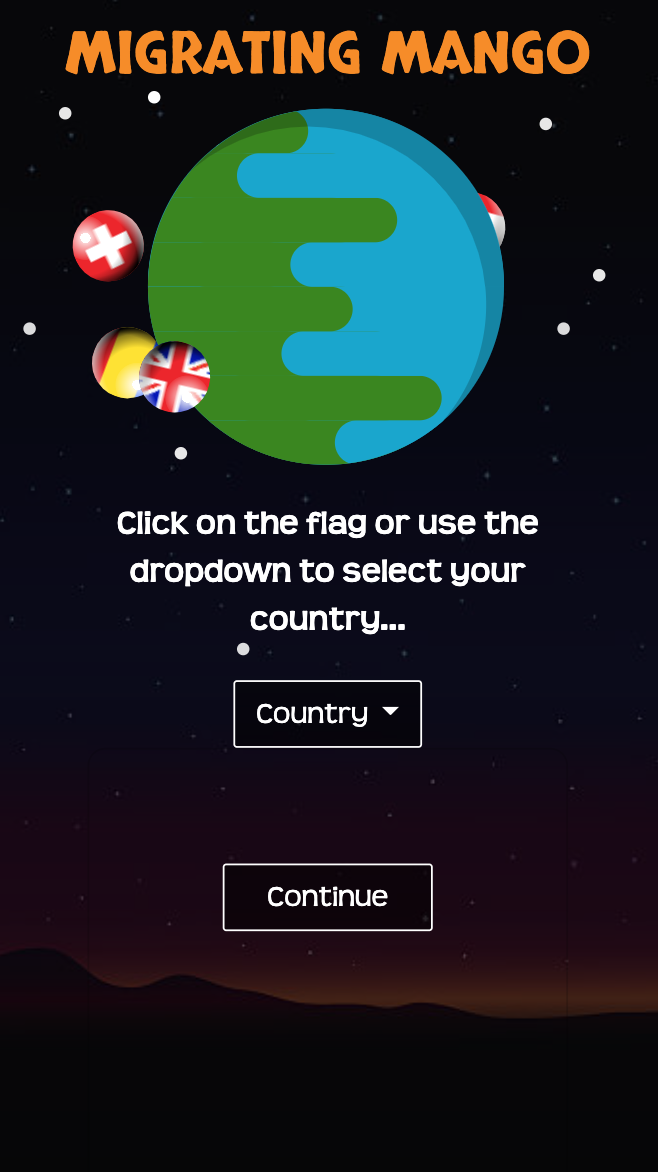 MIGRATING MANGO
Click on the flag or use the
dropdown to select your
country...
Country
Continue